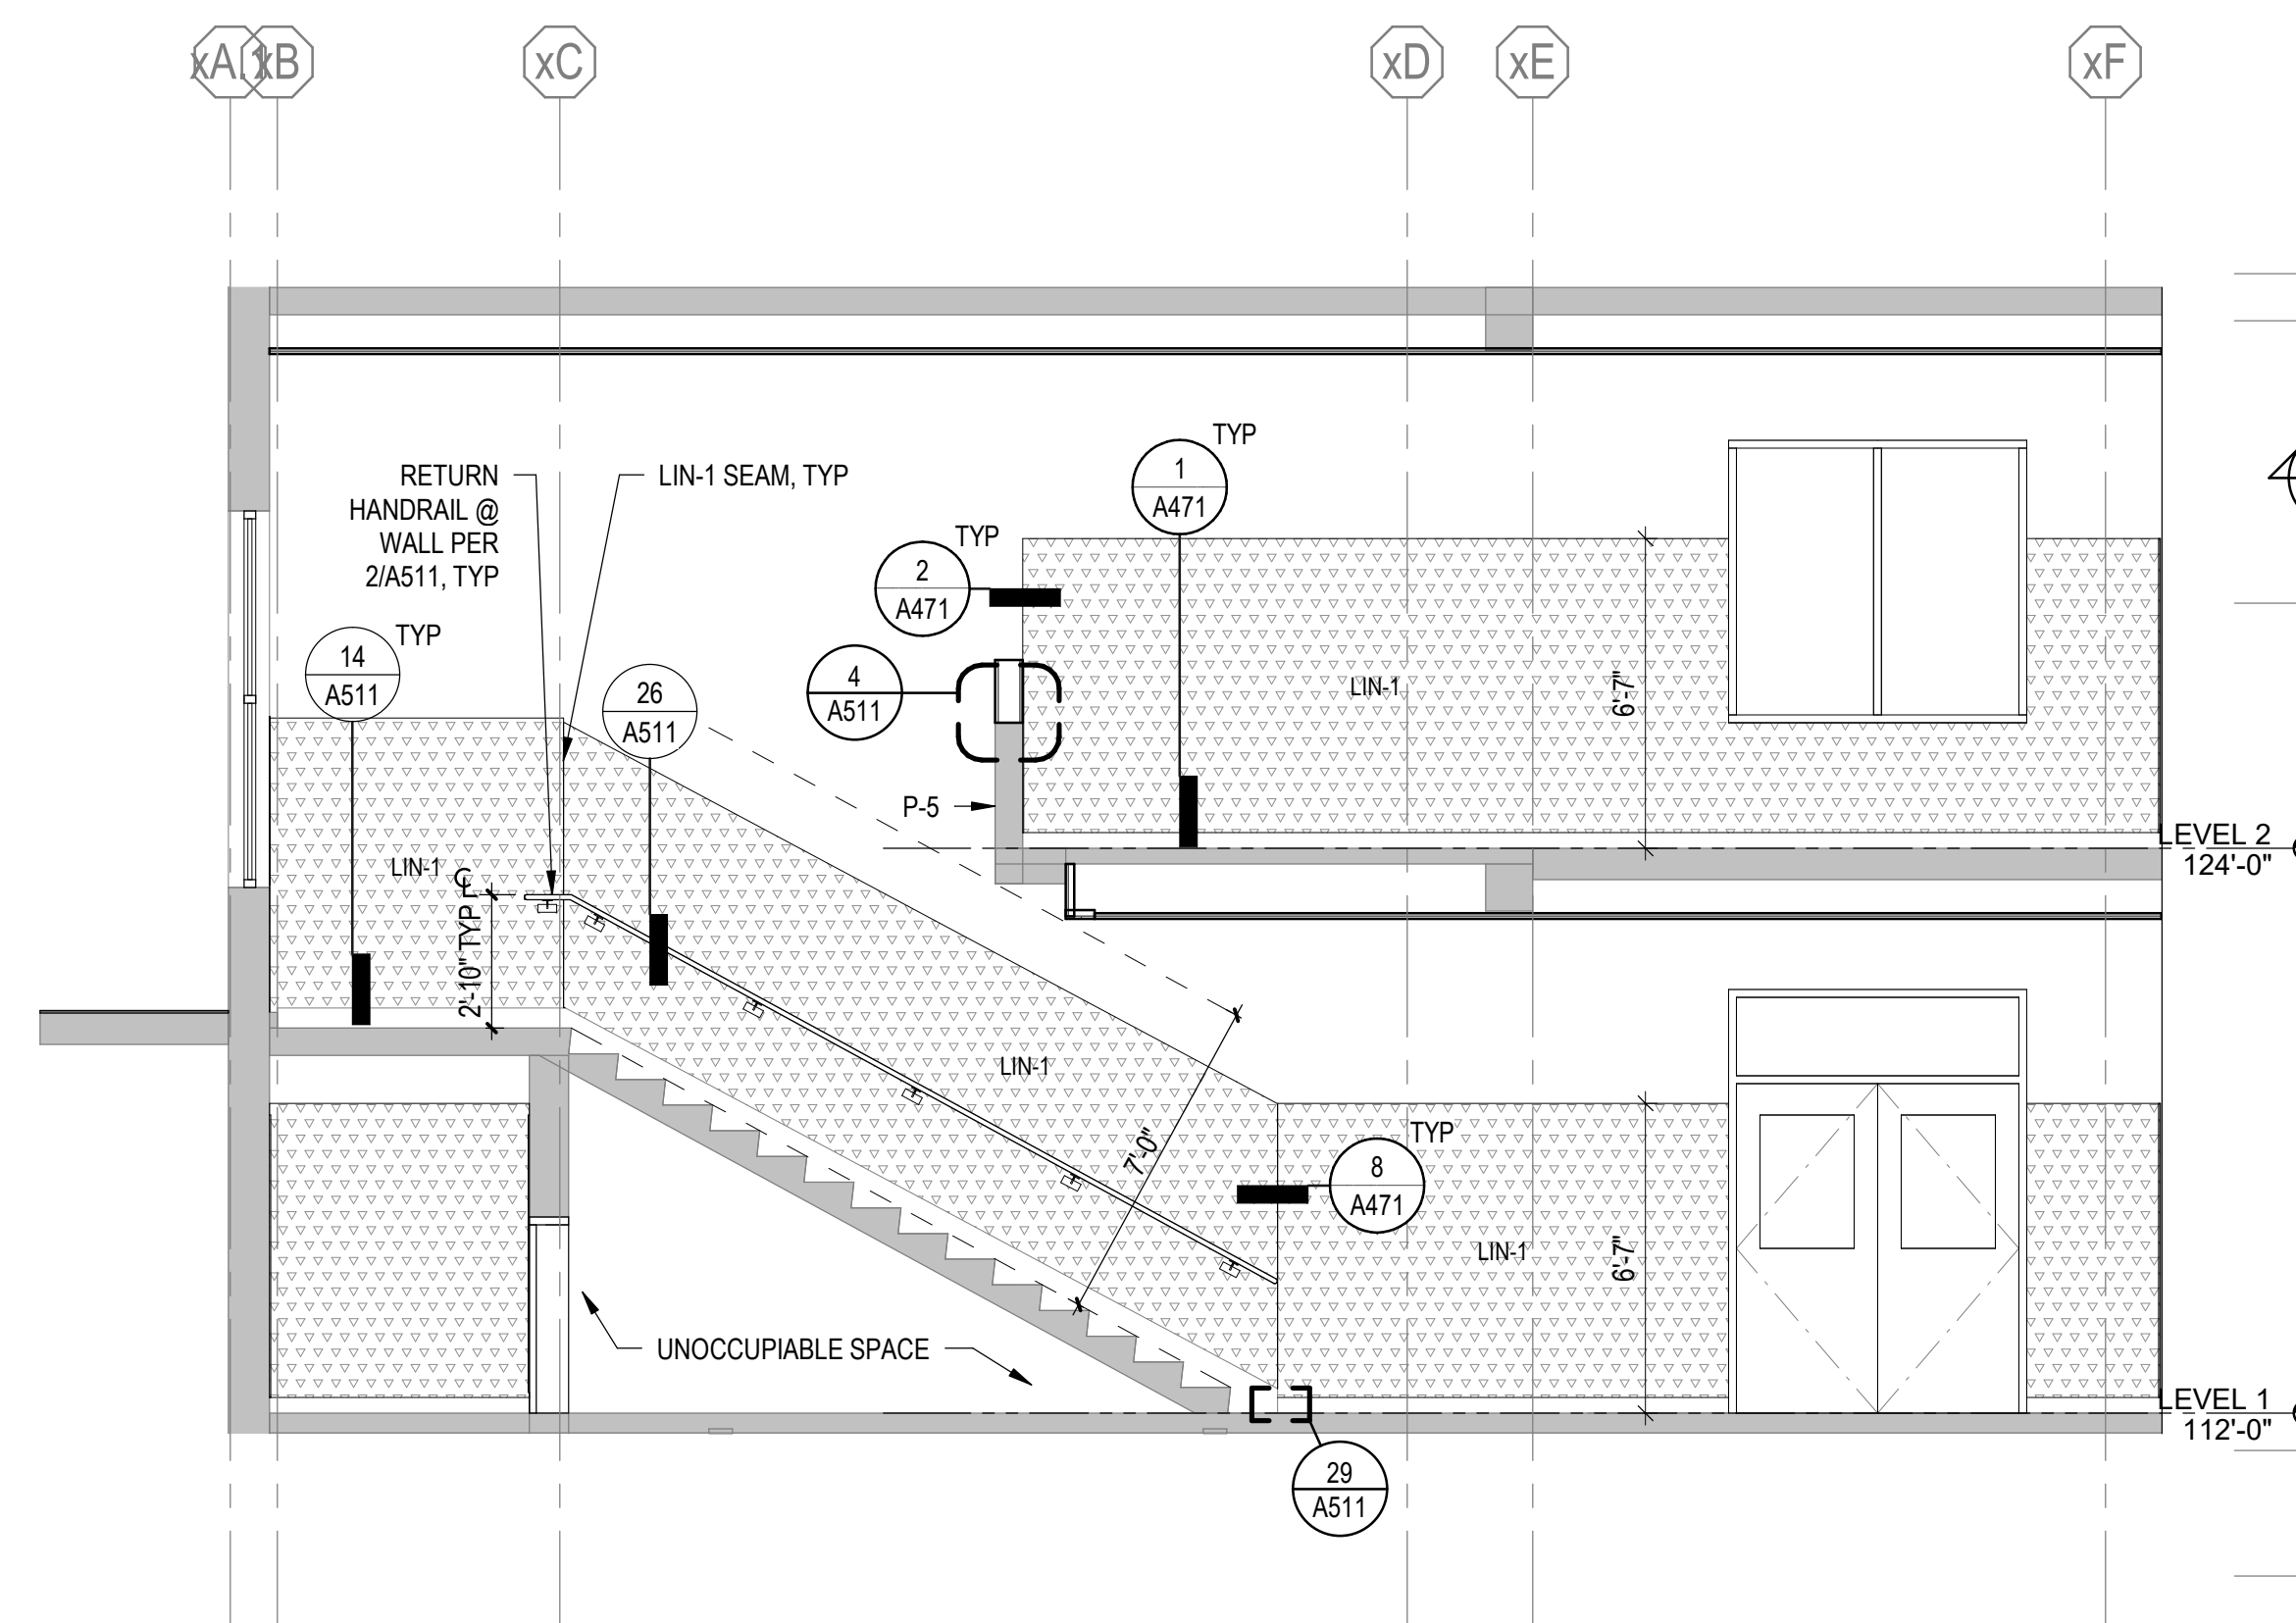 xA.1
xB
xC
xD
xE
xF
TYP
1
A471
RETURN
HANDRAIL @
WALL PER
2/A511, TYP
LIN-1 SEAM, TYP
TYP
2
A471
TYP
14
A511
26
A511
4
A511
LIN-1
6'-7"
P-5
LEVEL 2
124'-0"
LIN-1
2'-10" TYP ℄
LIN-1
7'-0"
TYP
8
A471
LIN-1
6'-7"
UNOCCUPIABLE SPACE
LEVEL 1
112'-0"
29
A511